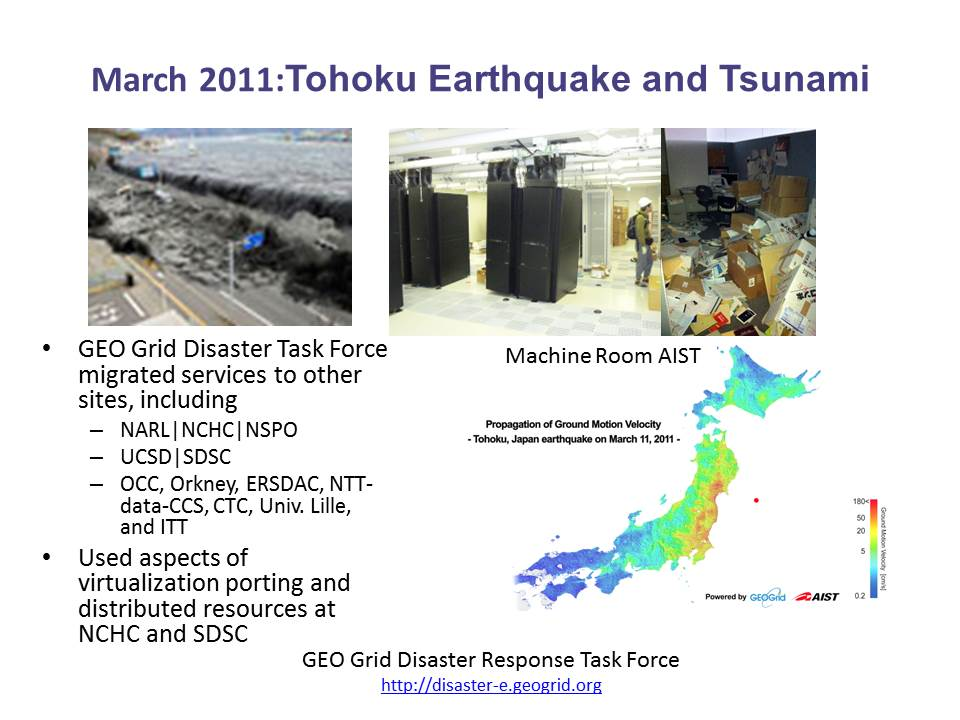 March 2011:Tohoku Earthquake and Tsunami
• GEO Grid Disaster Task Force
migrated services to other
sites, including
– NARL|NCHC|NSPO
– UCSD|SDSC
– OCC, Orkney, ERSDAC, NTT-
data-CCS, CTC, Univ. Lille,
and ITT
• Used aspects of
virtualization porting and
distributed resources at
NCHC and SDSC
Machine Room AIST
Propagation of Ground Motion Velocity
- Tohoku, Japan earthquake on March 11, 2011 -
180<
50
20
5
0.2
Ground Motion Velocity [cm/s]
Powered by GEOGrid AIST
GEO Grid Disaster Response Task Force
http://disaster-e.geogrid.org